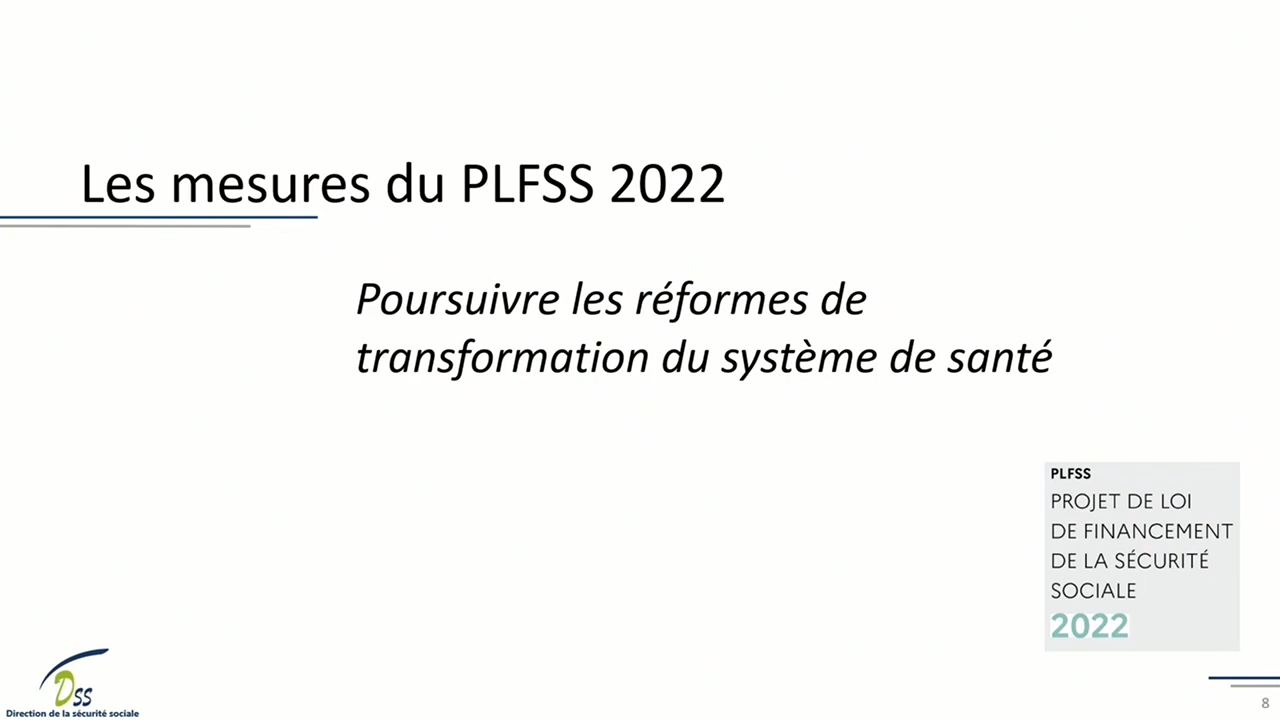 Les mesures du PLFSS 2022
Poursuivre les réformes de
transformation du système de santé
PLFSS
PROJET DE LOI
DE FINANCEMENT
DE LA SÉCURITÉ
SOCIALE
2022
Dss
Direction de la sécurité sociale
8